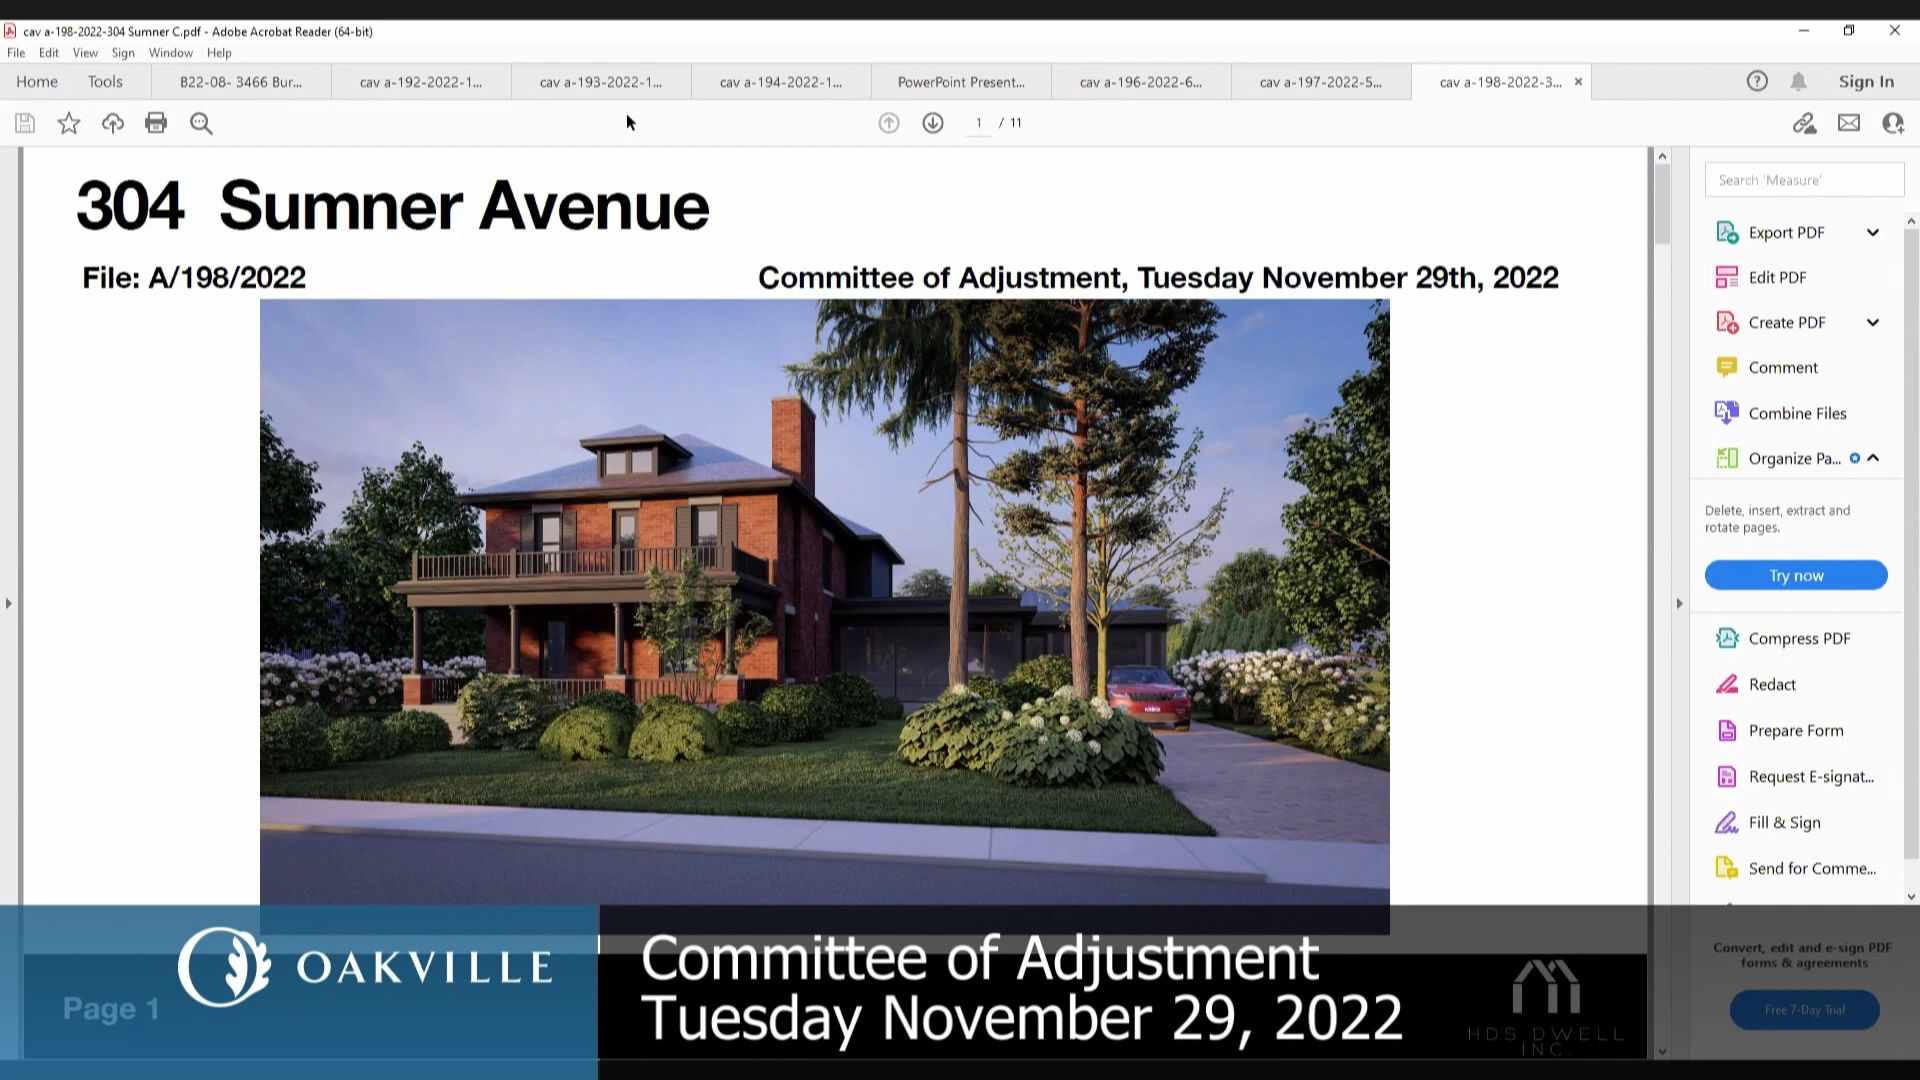 cav a-198-2022-304 Sumner C.pdf - Adobe Acrobat Reader (64-bit)
File Edit View Sign Window Help
Home Tools B22-08- 3466 Bur... cav a-192-2022-1... cav a-193-2022-1... cav a-194-2022-1... PowerPoint Present... cav a-196-2022-6... cav a-197-2022-5... cav a-198-2022-3... Sign In
1 / 11
304 Sumner Avenue
File: A/198/2022 Committee of Adjustment, Tuesday November 29th, 2022
Search 'Measure'
Export PDF
Edit PDF
Create PDF
Comment
Combine Files
Organize Pa...
Delete, insert, extract and
rotate pages.
Try now
Compress PDF
Redact
Prepare Form
Request E-signat...
Fill & Sign
Send for Comme...
Convert, edit and e-sign PDF
forms & agreements
Free 7-Day Trial
OAKVILLE
Page 1
Committee of Adjustment
Tuesday November 29, 2022
HDS DWELL
INC.